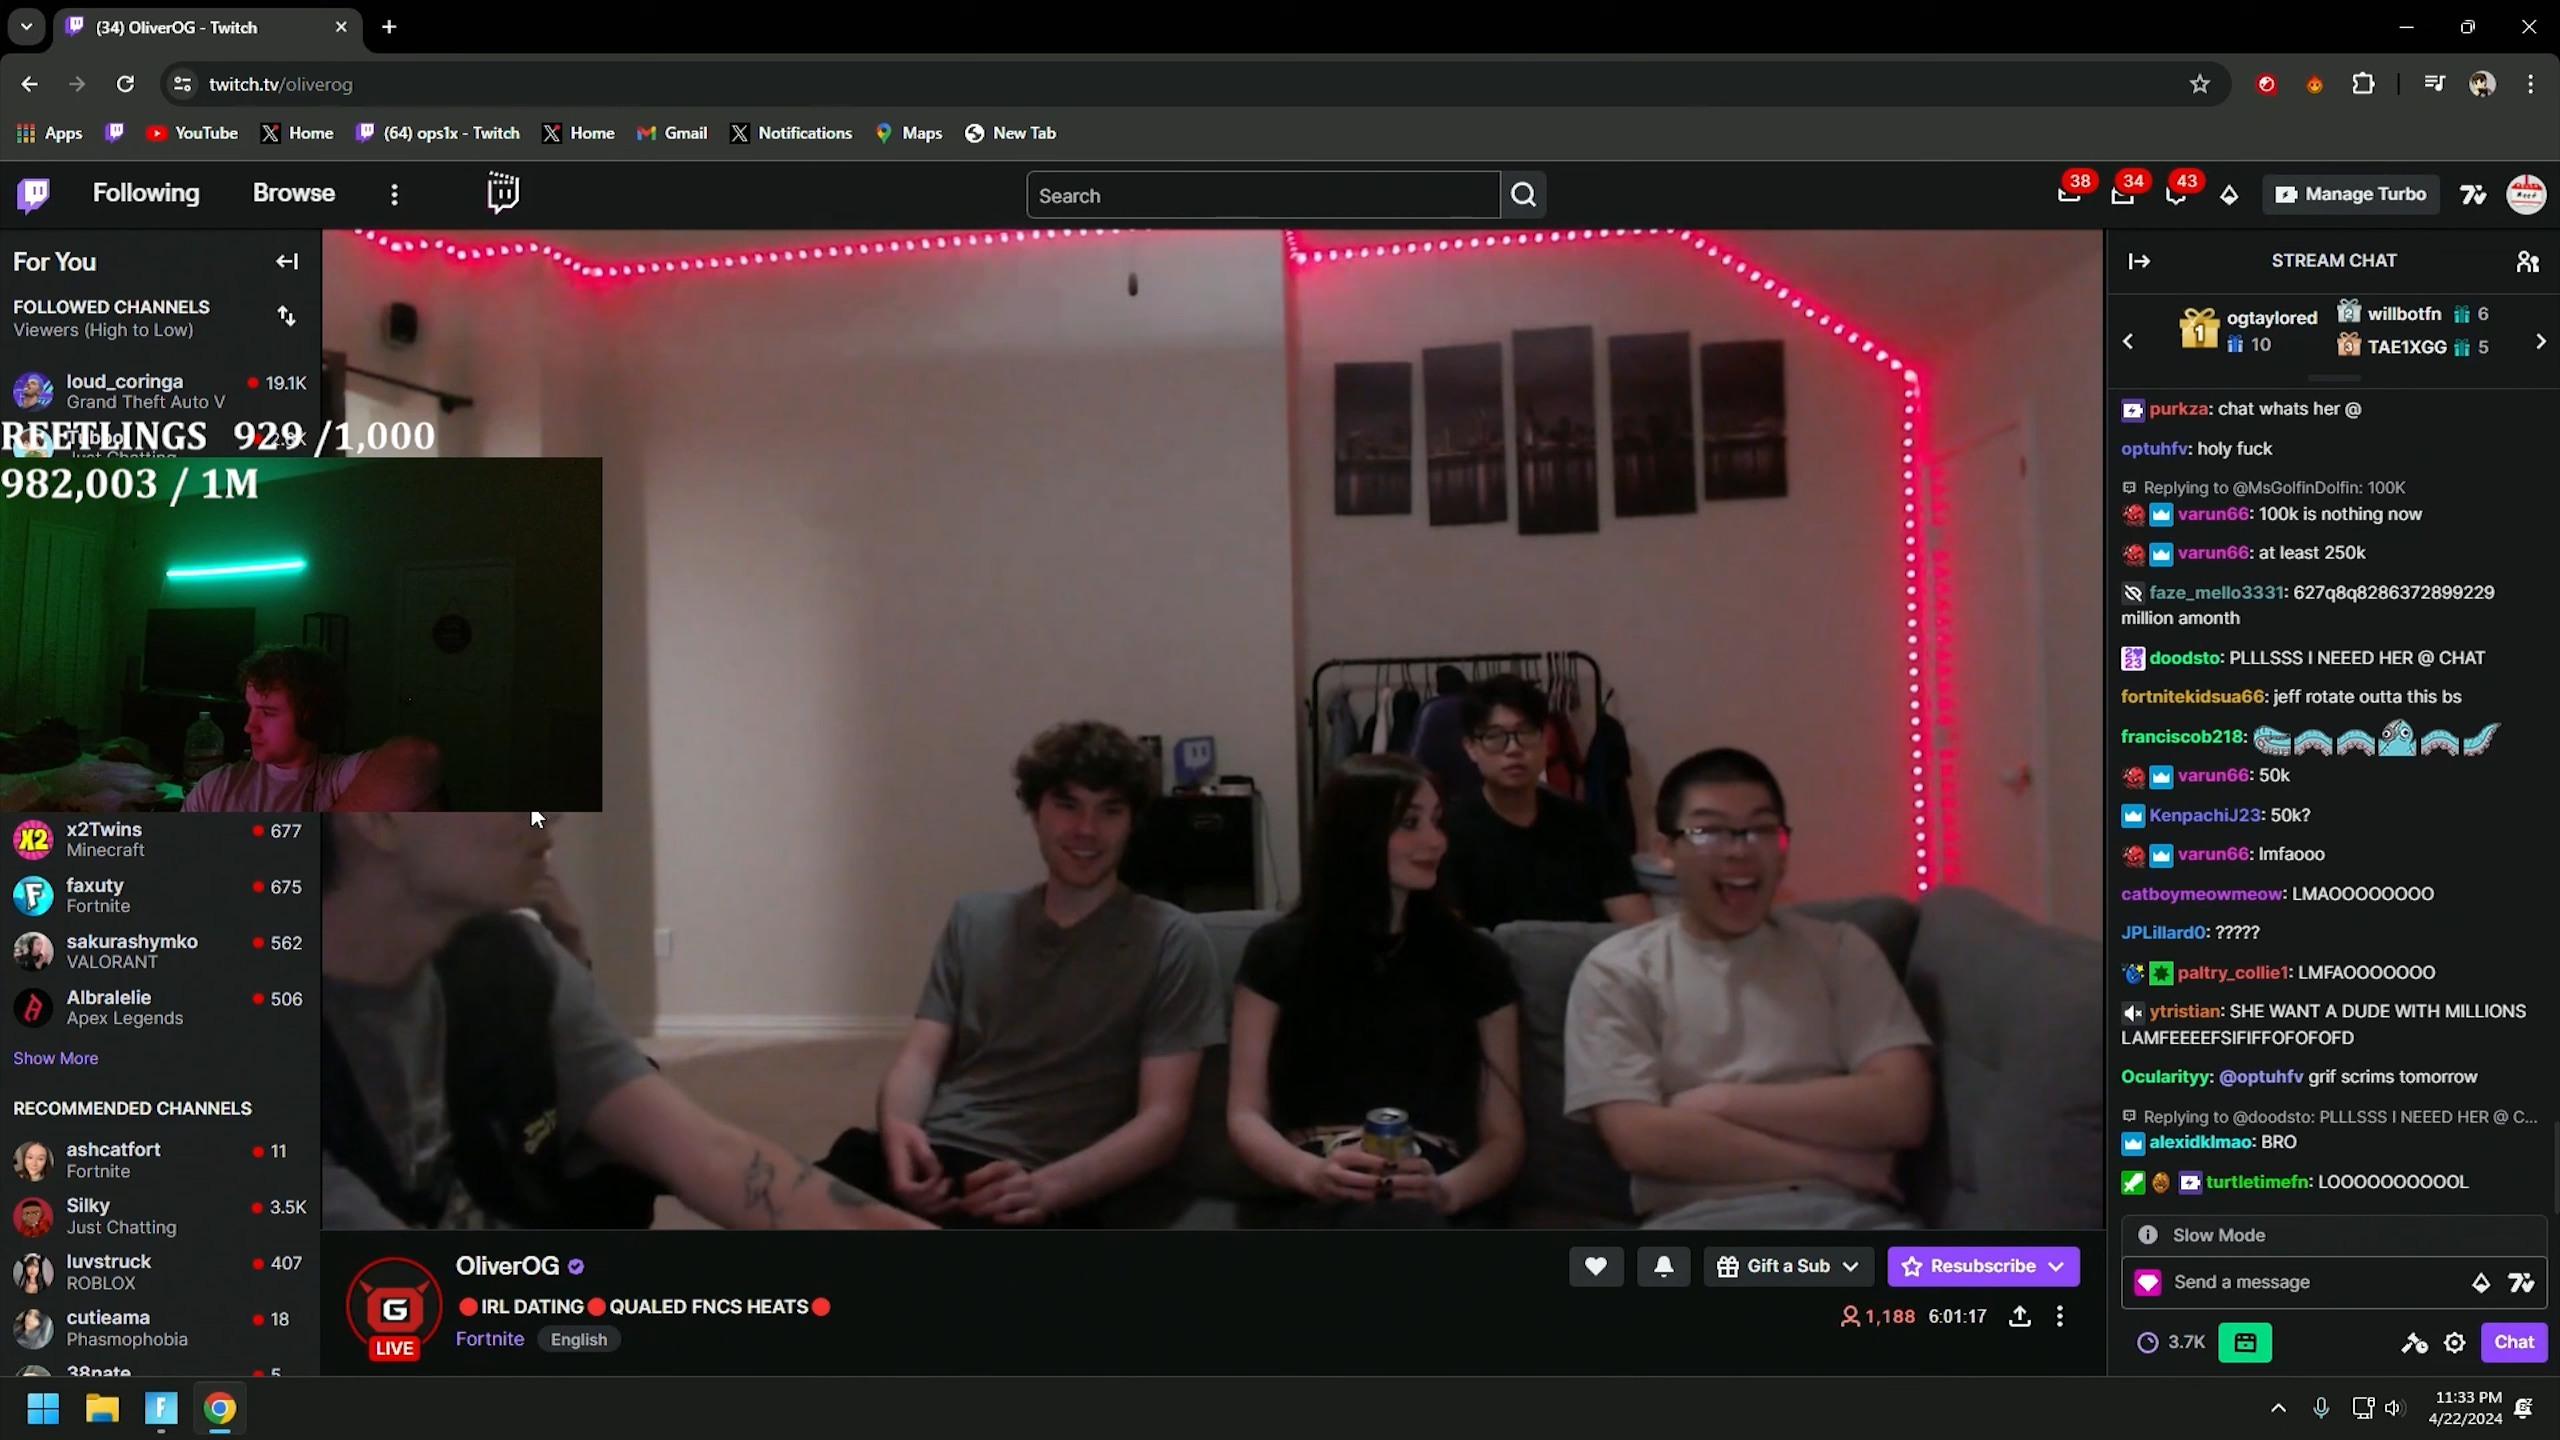 (34) OliverOG - Twitch
twitch.tv/oliverog
Apps
YouTube
Home
(64) ops1x - Twitch
Home
Gmail
Notifications
Maps
New Tab
Following
Browse
Search
38
34
43
Manage Turbo
For You
FOLLOWED CHANNELS
Viewers (High to Low)
loud_coringa 19.1K
Grand Theft Auto V
REETLINGS 929 /1,000
982,003 / 1M
x2Twins 677
Minecraft
faxuty 675
Fortnite
sakurashymko 562
VALORANT
Albralelie 506
Apex Legends
Show More
RECOMMENDED CHANNELS
ashcatfort 11
Fortnite
Silky 3.5K
Just Chatting
luvstruck 407
ROBLOX
cutieama 18
Phasmophobia
38nate 5
OliverOG
IRL DATING QUALED FNCS HEATS
Fortnite English
LIVE
Gift a Sub
Resubscribe
1,188 6:01:17
STREAM CHAT
1 ogtaylored 10
2 willbotfn 6
3 TAE1XGG 5
purkza: chat whats her @
optuhfv: holy fuck
Replying to @MsGolfinDolfin: 100K
varun66: 100k is nothing now
varun66: at least 250k
faze_mello3331: 627q8q8286372899229
million amonth
doodsto: PLLLSSS I NEEED HER @ CHAT
fortnitekidsua66: jeff rotate outta this bs
franciscob218:
varun66: 50k
KenpachiJ23: 50k?
varun66: lmfaooo
catboymeowmeow: LMAOOOOOOOO
JPLillard0: ?????
paltry_collie1: LMFAOOOOOOO
ytristian: SHE WANT A DUDE WITH MILLIONS
LAMFEEEEFSIFIFFOFOFOFD
Ocularityy: @optuhfv grif scrims tomorrow
Replying to @doodsto: PLLLSSS I NEEED HER @ C...
alexidklmao: BRO
turtletimefn: LOOOOOOOOOOL
Slow Mode
Send a message
3.7K
Chat
11:33 PM
4/22/2024